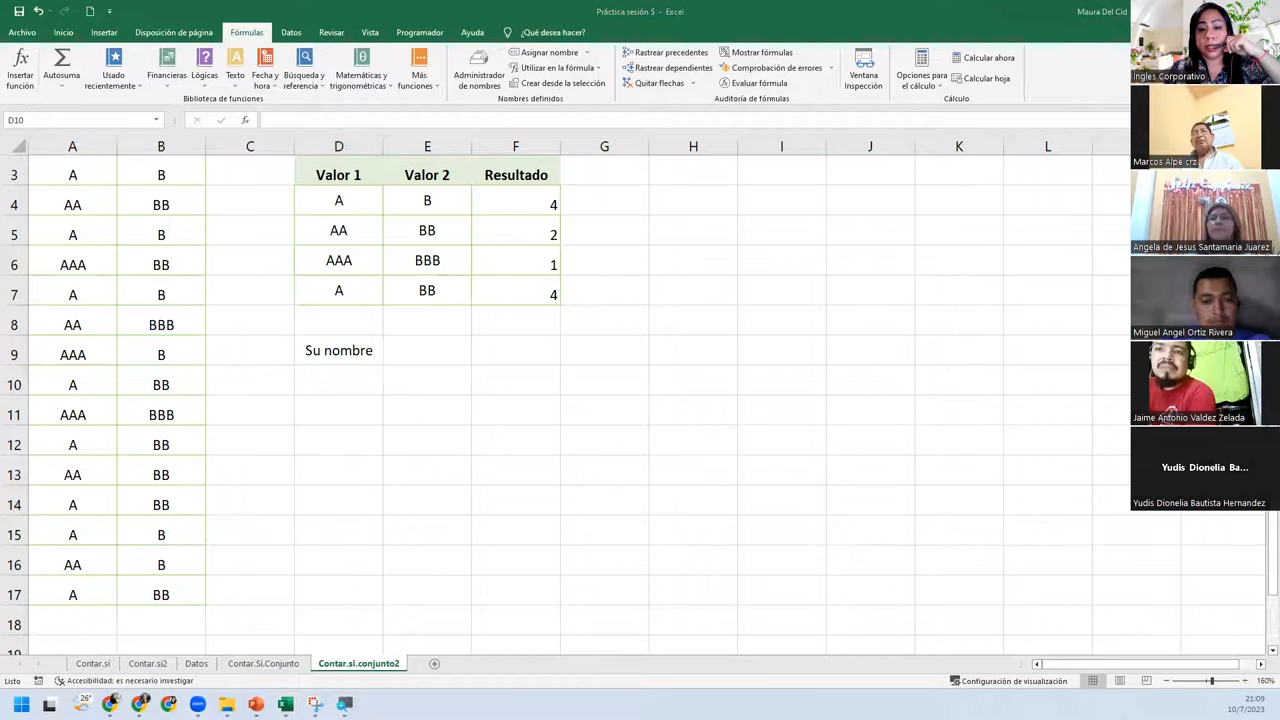 Práctica sesión 5 - Excel
Maura Del Cid
Archivo Inicio Insertar Disposición de página Fórmulas Datos Revisar Vista Programador Ayuda ¿Qué desea hacer?
Insertar función
Autosuma
Usado recientemente
Financieras
Lógicas
Texto
Fecha y hora
Búsqueda y referencia
Matemáticas y trigonométricas
Más funciones
Biblioteca de funciones
Administrador de nombres
Asignar nombre
Utilizar en la fórmula
Crear desde la selección
Nombres definidos
Rastrear precedentes
Rastrear dependientes
Quitar flechas
Mostrar fórmulas
Comprobación de errores
Evaluar fórmula
Auditoría de fórmulas
Ventana Inspección
Opciones para el cálculo
Calcular ahora
Calcular hoja
Cálculo
D10
fx
A B C D E F G H I J K L
3 A B Valor 1 Valor 2 Resultado
4 AA BB A B 4
5 A B AA BB 2
6 AAA BB AAA BBB 1
7 A B A BB 4
8 AA BBB
9 AAA B Su nombre
10 A BB
11 AAA BBB
12 A BB
13 AA BB
14 A BB
15 A B
16 AA B
17 A BB
18
Contar.si Contar.si2 Datos Contar.Si.Conjunto Contar.si.conjunto2
Listo Accesibilidad: es necesario investigar
Configuración de visualización
160%
26°
21:09
10/7/2023
Ingles Corporativo
Marcos Alpe crz
Angela de Jesus Santamaria Juarez
Miguel Angel Ortiz Rivera
Jaime Antonio Valdez Zelada
Yudis Dionelia Ba...
Yudis Dionelia Bautista Hernandez